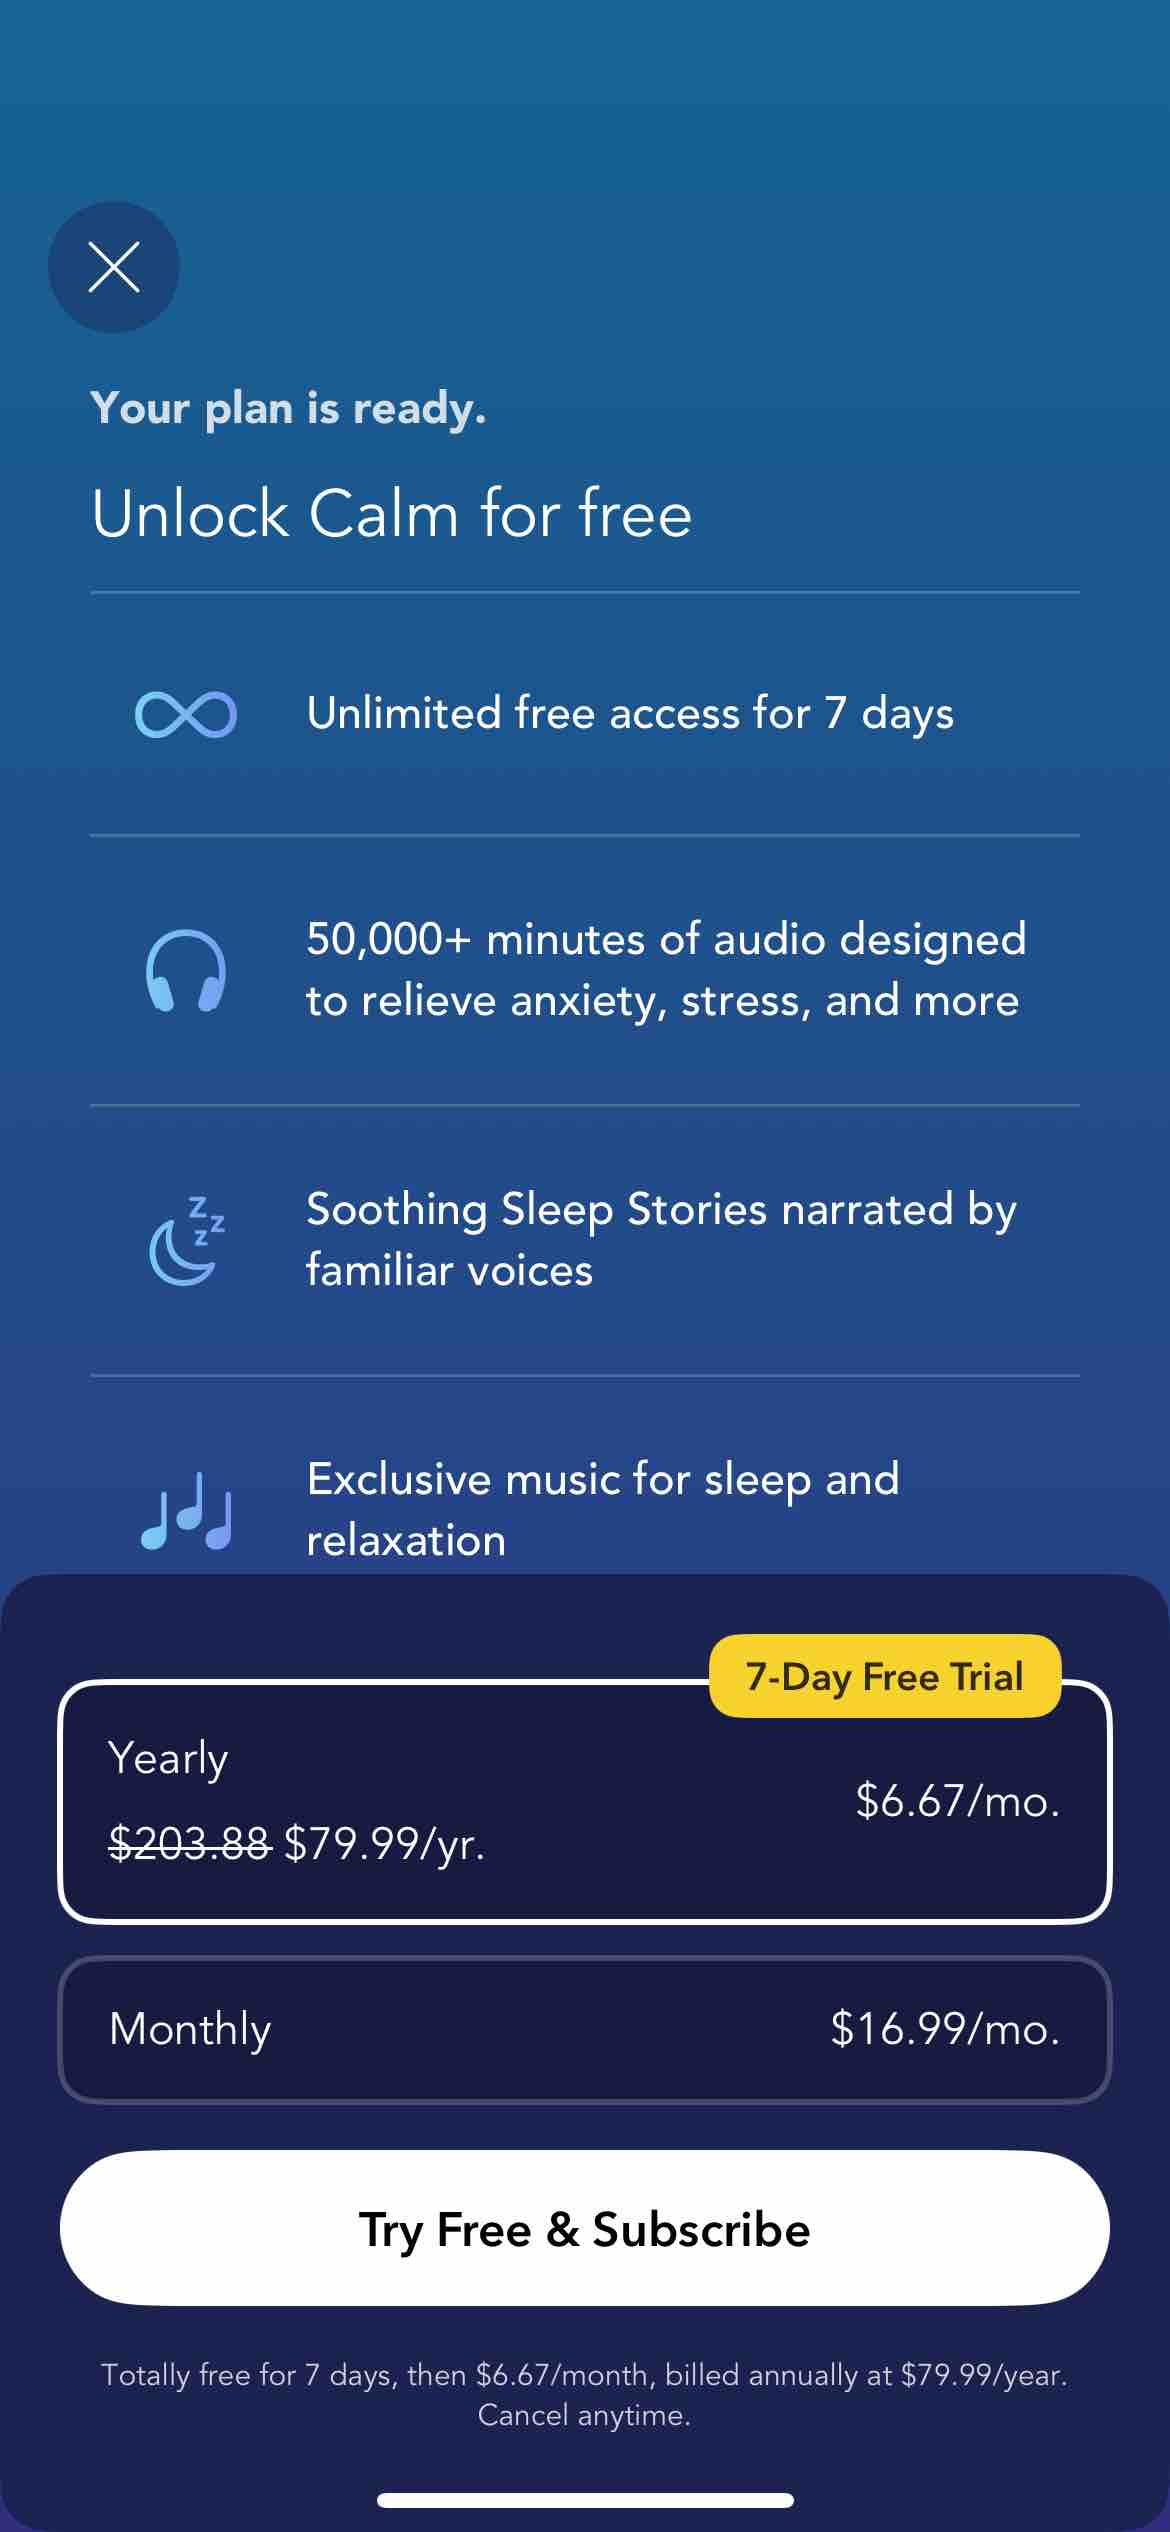 Your plan is ready.
Unlock Calm for free
Unlimited free access for 7 days
50,000+ minutes of audio designed
to relieve anxiety, stress, and more
z z z
Soothing Sleep Stories narrated by
familiar voices
Exclusive music for sleep and
relaxation
7-Day Free Trial
Yearly
$203.88 $79.99/yr.
$6.67/mo.
Monthly
$16.99/mo.
Try Free & Subscribe
Totally free for 7 days, then $6.67/month, billed annually at $79.99/year.
Cancel anytime.